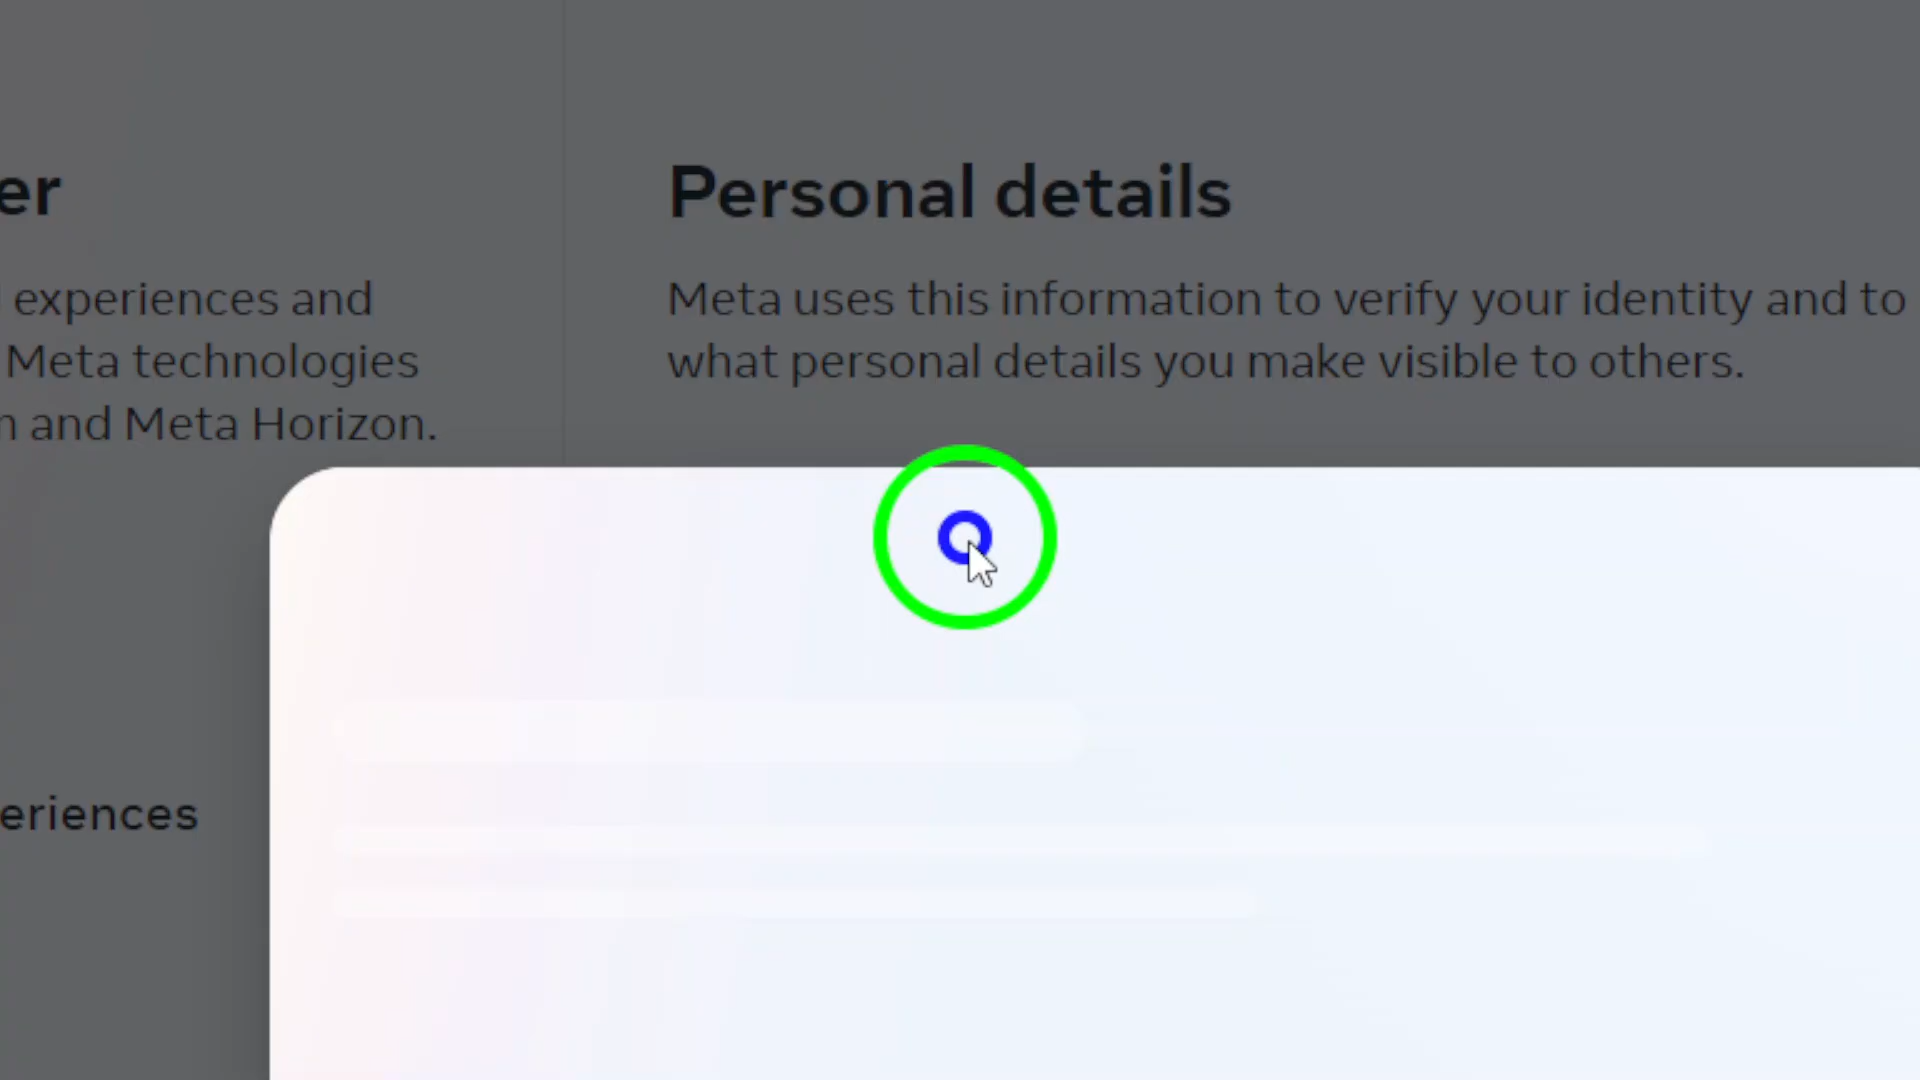 er
experiences and
Meta technologies
and Meta Horizon.
eriences
Personal details
Meta uses this information to verify your identity and to
what personal details you make visible to others.